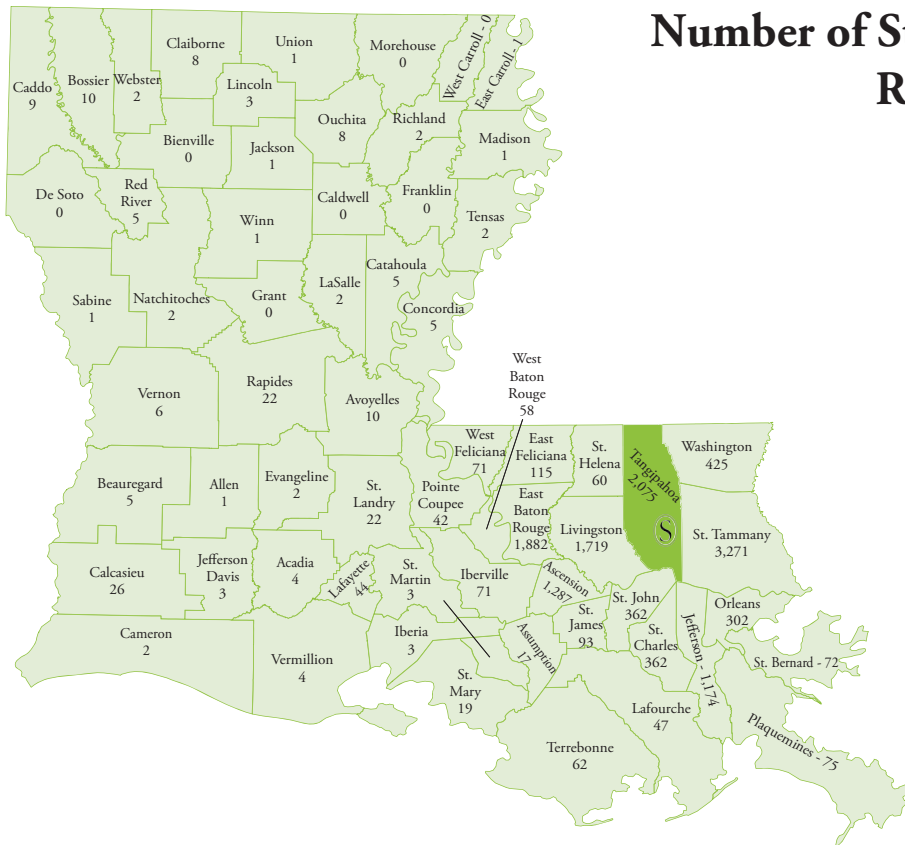 Number of S
R
Claiborne
8
Union
1
Morehouse
0
West Carroll - 0
East Carroll - 1
Caddo
9
Bossier
10
Webster
2
Lincoln
3
Ouchita
8
Richland
2
Madison
1
Bienville
0
Jackson
1
De Soto
0
Red
River
5
Caldwell
0
Franklin
0
Tensas
2
Winn
1
Sabine
1
Natchitoches
2
Grant
0
LaSalle
2
Catahoula
5
Concordia
5
West
Baton
Rouge
58
Vernon
6
Rapides
22
Avoyelles
10
West
Feliciana
71
East
Feliciana
115
St.
Helena
60
Tangipahoa
2,075
S
Washington
425
Beauregard
5
Allen
1
Evangeline
2
St.
Landry
22
Pointe
Coupee
42
East
Baton
Rouge
1,882
Livingston
1,719
St. Tammany
3,271
Calcasieu
26
Jefferson
Davis
3
Acadia
4
Lafayette
44
St.
Martin
3
Iberville
71
Ascension
1,287
St. John
362
Orleans
302
St.
James
93
St.
Charles
362
Jefferson - 1,174
St. Bernard - 72
Cameron
2
Vermillion
4
Iberia
3
Assumption
17
St.
Mary
19
Lafourche
47
Plaquemines - 75
Terrebonne
62